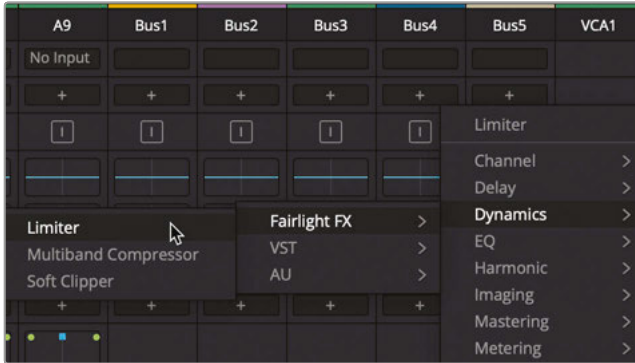 A9 Bus1 Bus2 Bus3 Bus4 Bus5 VCA1
No Input
+ + + + + +
I I I I I
Limiter
Channel >
Delay >
Dynamics >
EQ >
Harmonic >
Imaging >
Mastering >
Metering >
Fairlight FX >
VST >
AU >
Limiter
Multiband Compressor
Soft Clipper
+ + + + +